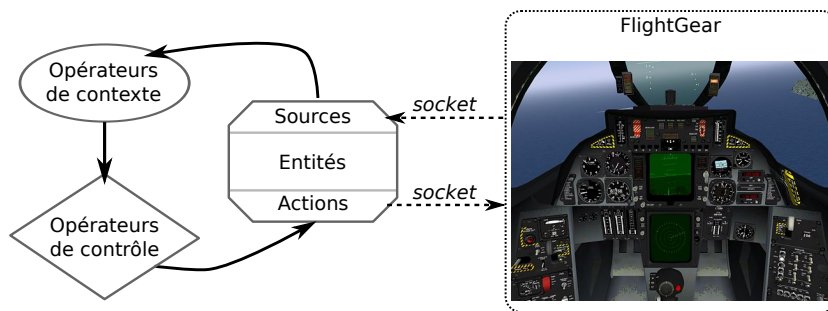 FlightGear
Opérateurs
de contexte
Sources
Entités
Actions
socket
socket
Opérateurs
de contrôle